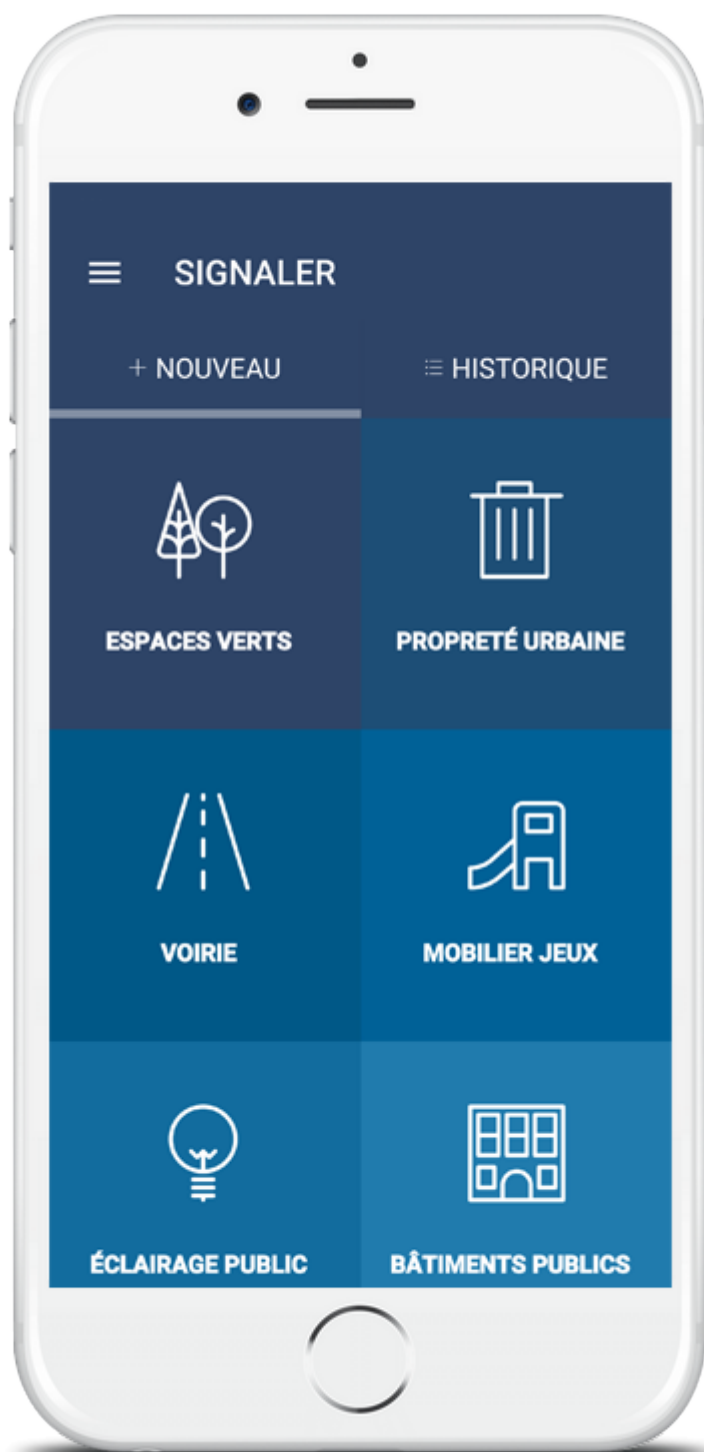 SIGNALER
+ NOUVEAU
HISTORIQUE
ESPACES VERTS
PROPRETÉ URBAINE
VOIRIE
MOBILIER JEUX
ÉCLAIRAGE PUBLIC
BÂTIMENTS PUBLICS